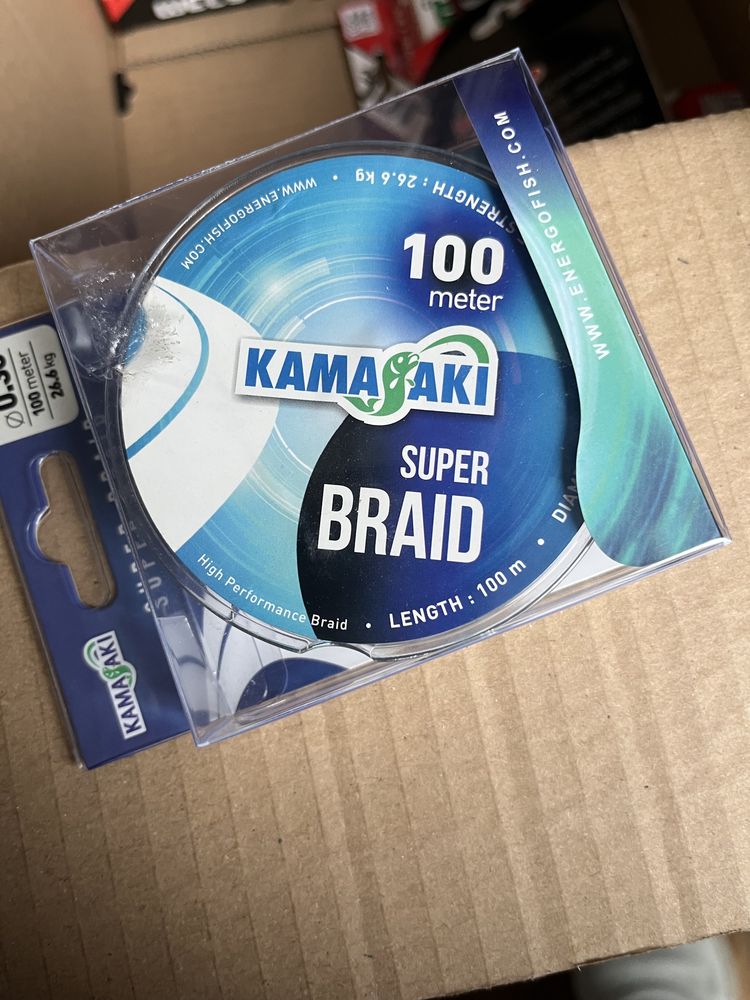 WWW.ENERGOFISH.COM
STRENGTH : 26.6 kg
WWW.ENERGOFISH.COM
100
meter
KAMASAKI
SUPER
BRAID
High Performance Braid
LENGTH : 100 m
100 meter
26.6 kg
SUPER
KAMASAKI